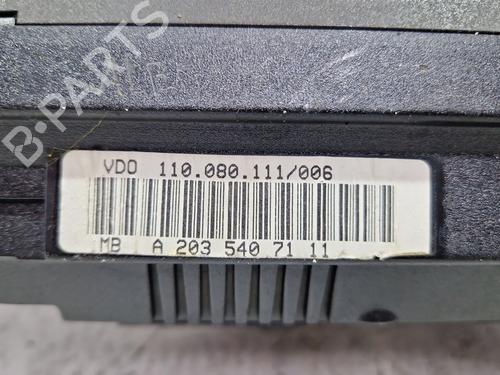 B-PARTS
VDO 110.080.111/006
MB A 203 540 71 11